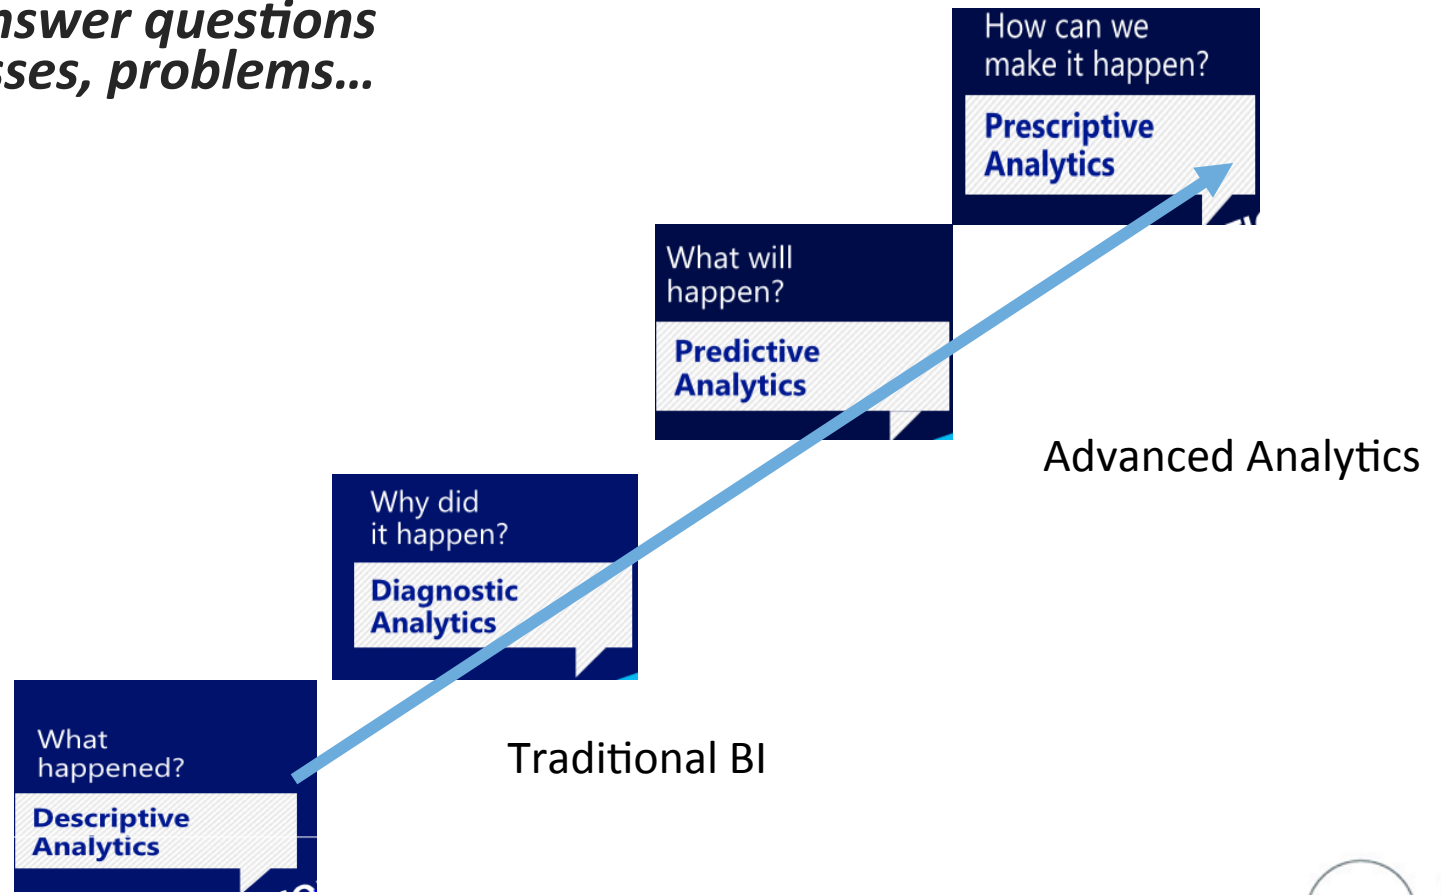 answer questions
sses, problems...
How can we
make it happen?
Prescriptive
Analytics
What will
happen?
Predictive
Analytics
Advanced Analytics
Why did
it happen?
Diagnostic
Analytics
Traditional BI
What
happened?
Descriptive
Analytics